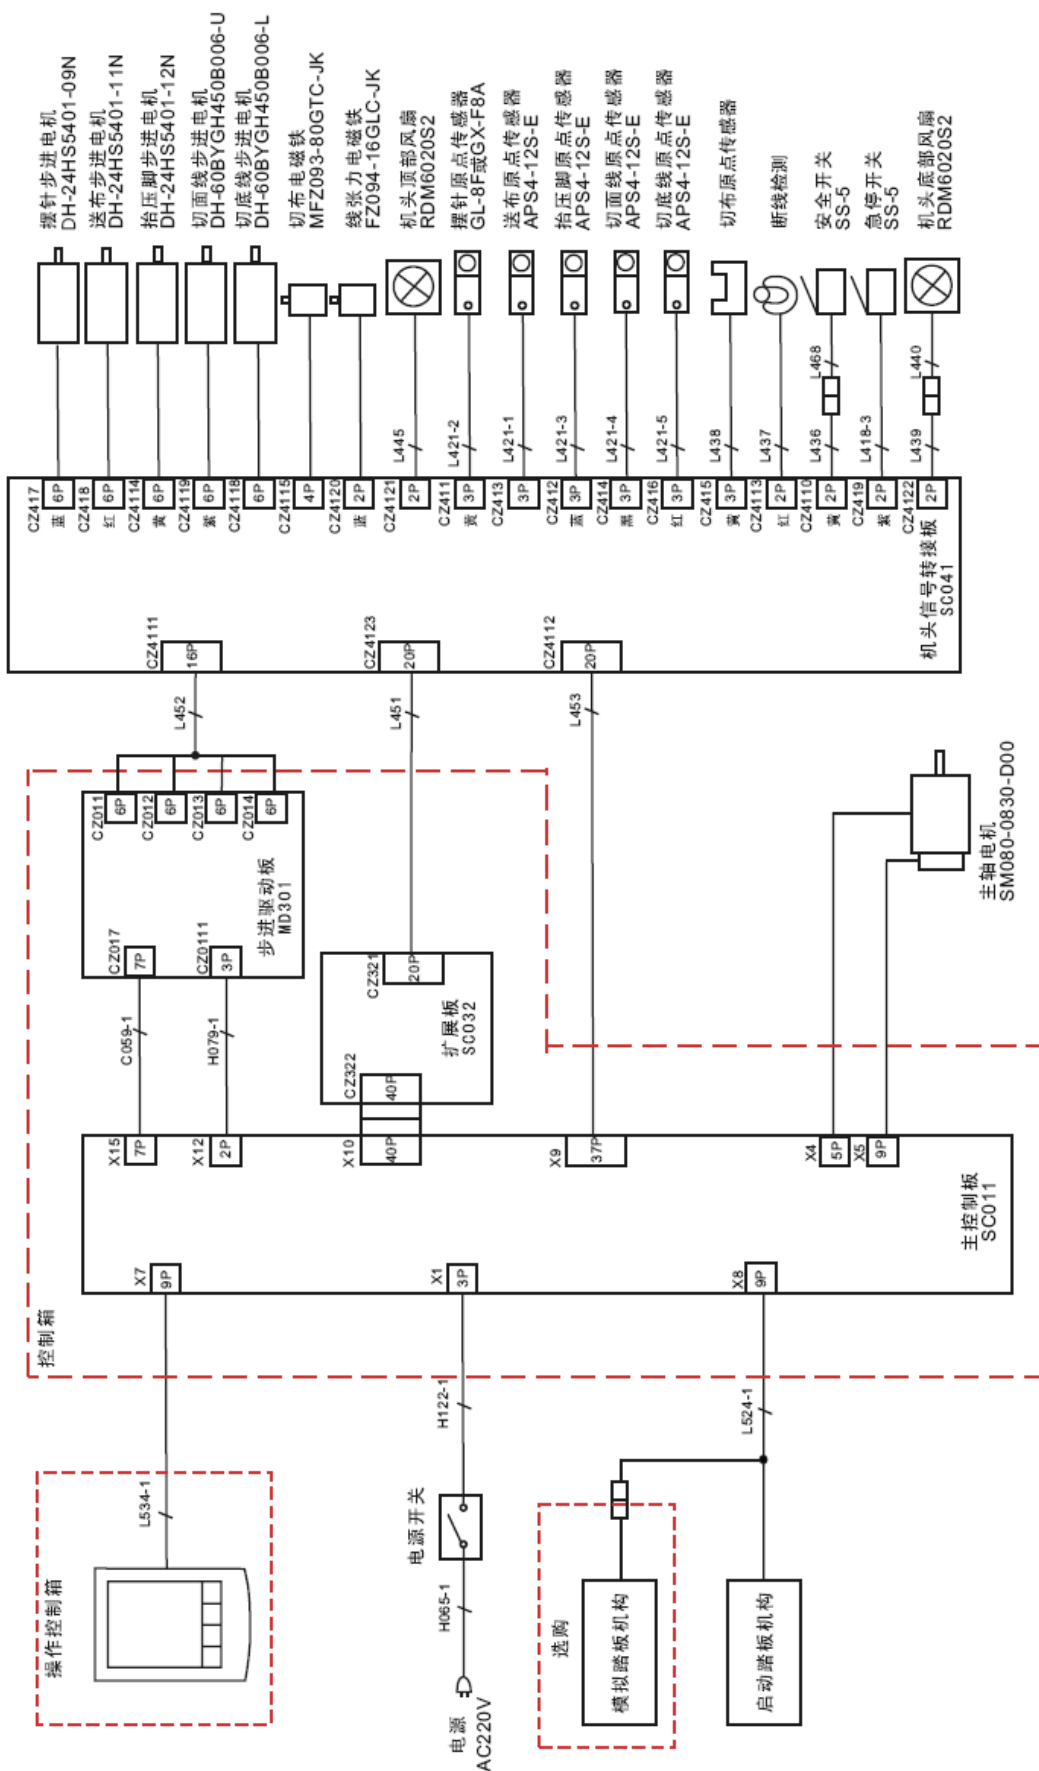 摆针步进电机
DH-24HS5401-09N
送布步进电机
DH-24HS5401-11N
抬压脚步进电机
DH-24HS5401-12N
切面线步进电机
DH-60BYGH450B006-U
切底线步进电机
DH-60BYGH450B006-L
切布电磁铁
MFZ093-80GTC-JK
线张力电磁铁
FZ094-16GLC-JK
机头顶部风扇
RDM6020S2
摆针原点传感器
GL-8F或GX-F8A
送布原点传感器
APS4-12S-E
抬压脚原点传感器
APS4-12S-E
切面线原点传感器
APS4-12S-E
切底线原点传感器
APS4-12S-E
切布原点传感器
断线检测
安全开关
SS-5
急停开关
SS-5
机头底部风扇
RDM6020S2
L445
L421-2
L421-1
L421-3
L421-4
L421-5
L438
L437
L436
L468
L418-3
L439
L440
CZ417
6P
蓝
CZ418
6P
红
CZ4114
6P
黄
CZ4119
6P
紫
CZ4118
6P
CZ4115
4P
CZ4120
2P
蓝
CZ4121
2P
CZ411
3P
黄
CZ413
3P
CZ412
3P
蓝
CZ414
3P
黑
CZ416
3P
红
CZ415
3P
黄
CZ4113
2P
红
CZ4110
2P
黄
CZ419
2P
紫
CZ4122
2P
机头信号转接板
SC041
CZ4111
16P
CZ4123
20P
CZ4112
20P
L452
L451
L453
CZ011
6P
CZ012
6P
CZ013
6P
CZ014
6P
步进驱动板
MD301
CZ017
7P
CZ0111
3P
C059-1
H079-1
CZ321
20P
扩展板
SC032
CZ322
40P
主轴电机
SM080-0830-D00
X15
7P
X12
2P
X10
40P
X9
37P
X4
5P
X5
9P
主控制板
SC011
X7
9P
X1
3P
X8
9P
控制箱
L534-1
H122-1
L524-1
操作控制箱
电源开关
H065-1
电源
AC220V
选购
模拟踏板机构
启动踏板机构